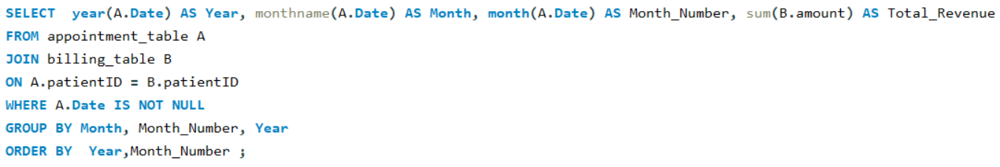 SELECT  year(A.Date) AS Year, monthname(A.Date) AS Month, month(A.Date) AS Month_Number, sum(B.amount) AS Total_Revenue
FROM appointment_table A
JOIN billing_table B
ON A.patientID = B.patientID
WHERE A.Date IS NOT NULL
GROUP BY Month, Month_Number, Year
ORDER BY  Year,Month_Number ;